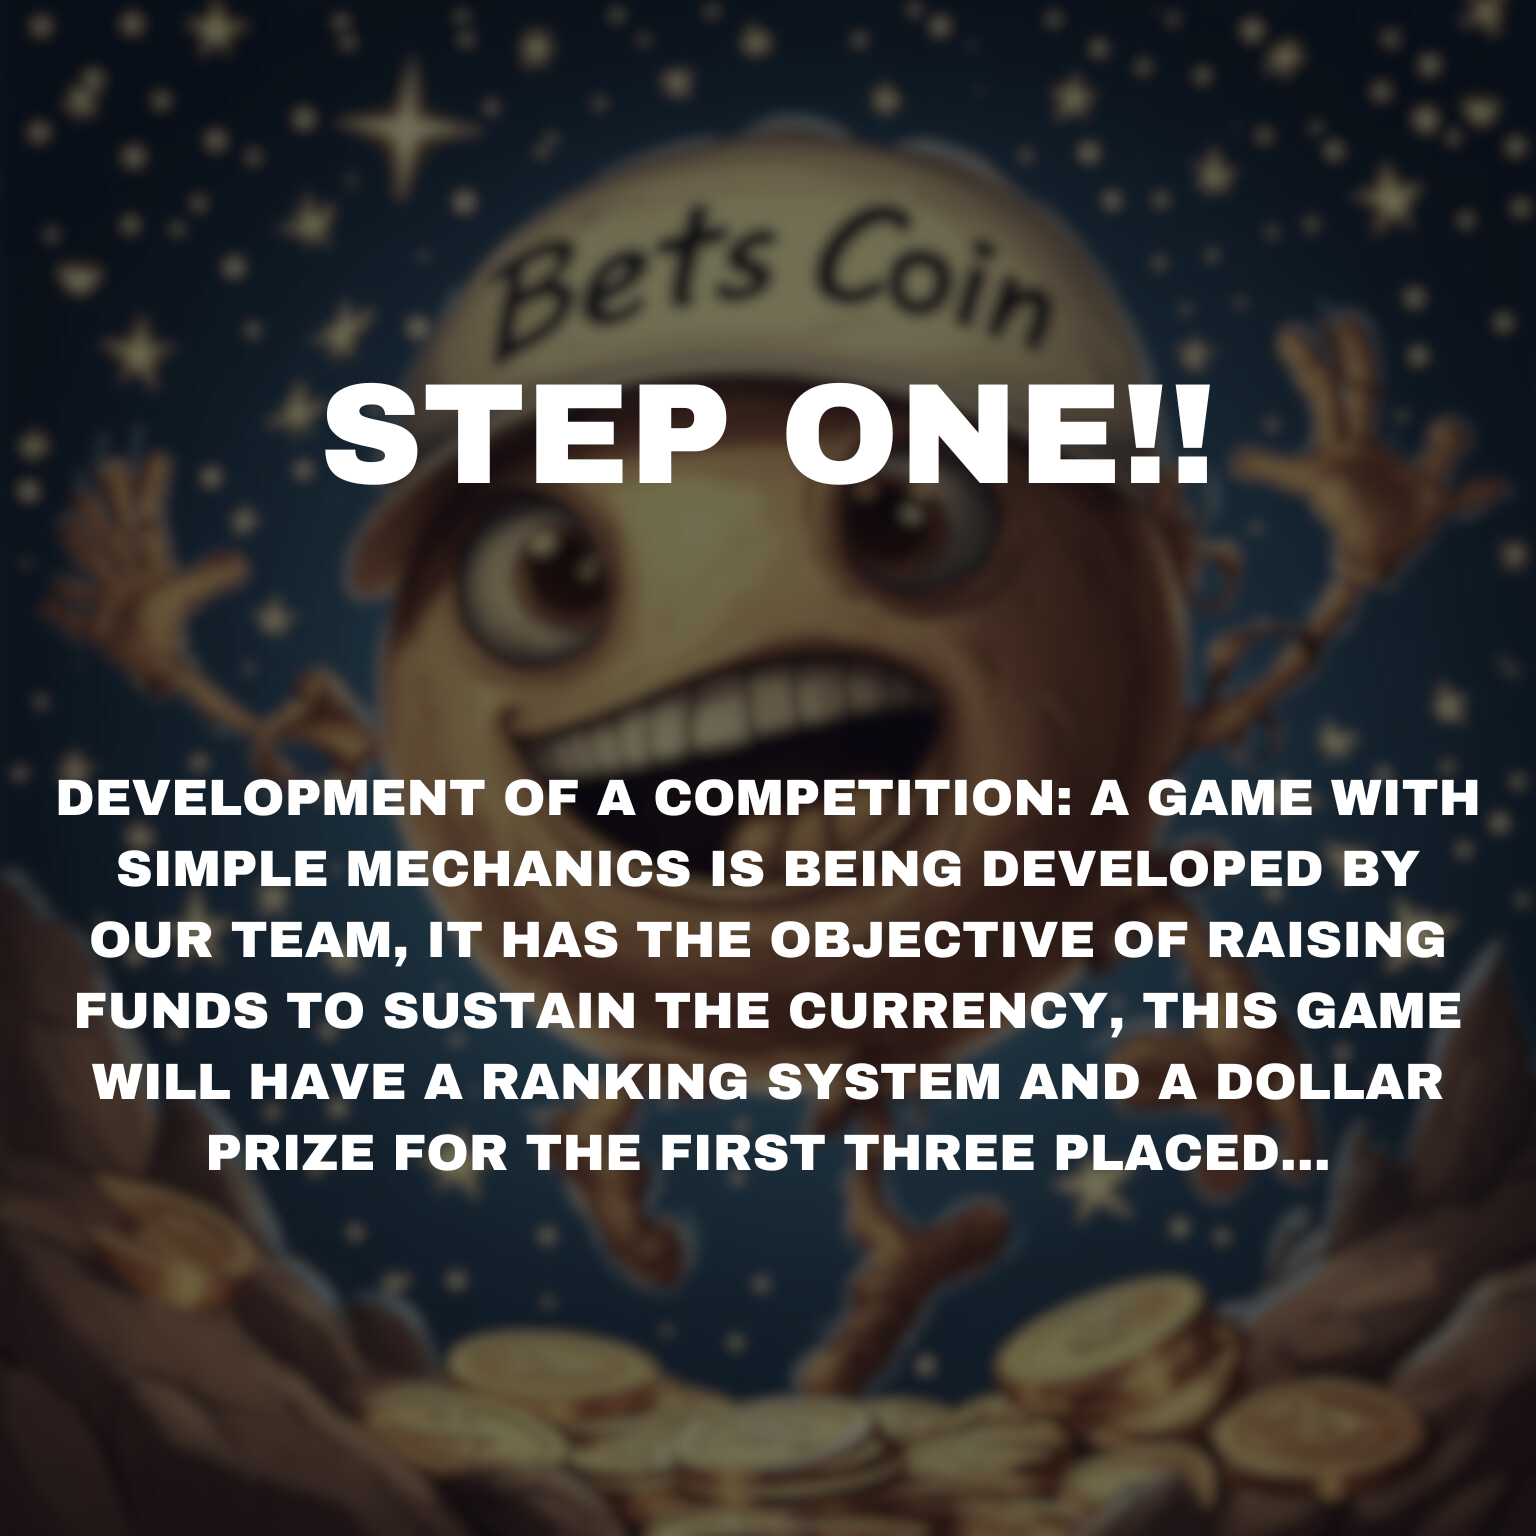 Bets Coin
STEP ONE!!
DEVELOPMENT OF A COMPETITION: A GAME WITH
SIMPLE MECHANICS IS BEING DEVELOPED BY
OUR TEAM, IT HAS THE OBJECTIVE OF RAISING
FUNDS TO SUSTAIN THE CURRENCY, THIS GAME
WILL HAVE A RANKING SYSTEM AND A DOLLAR
PRIZE FOR THE FIRST THREE PLACED...